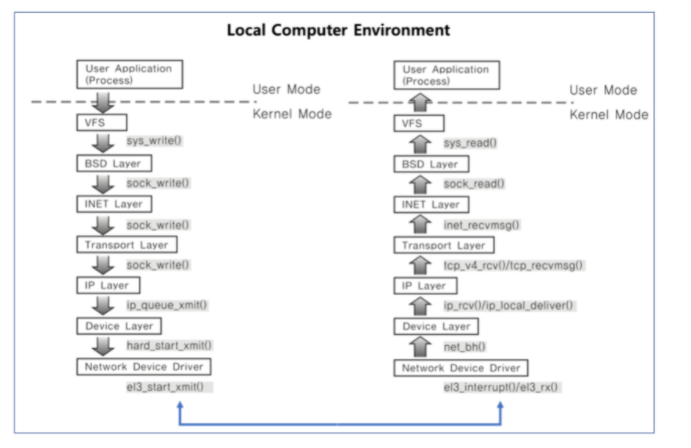 Local Computer Environment
User Application
(Process)
User Mode
Kernel Mode
VFS
sys_write()
BSD Layer
sock_write()
INET Layer
sock_write()
Transport Layer
sock_write()
IP Layer
ip_queue_xmit()
Device Layer
hard_start_xmit()
Network Device Driver
el3_start_xmit()
User Application
(Process)
User Mode
Kernel Mode
VFS
sys_read()
BSD Layer
sock_read()
INET Layer
inet_recvmsg()
Transport Layer
tcp_v4_rcv()/tcp_recvmsg()
IP Layer
ip_rcv()/ip_local_deliver()
Device Layer
net_bh()
Network Device Driver
el3_interrupt()/el3_rx()